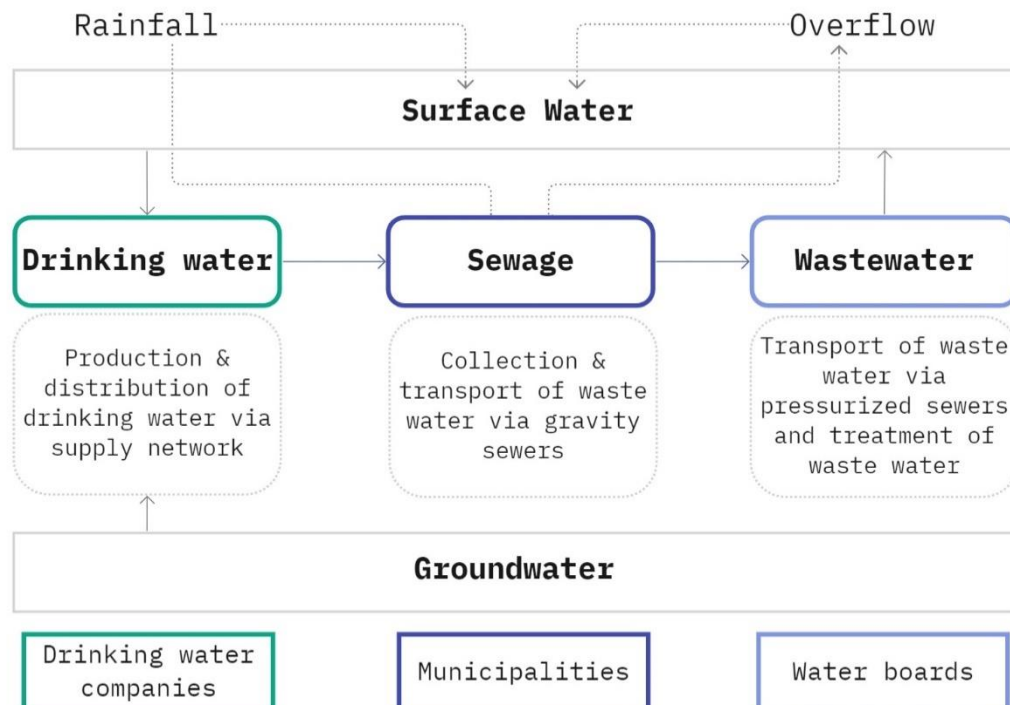 Rainfall
Overflow
Surface Water
Drinking water
Sewage
Wastewater
Production &
distribution of
drinking water via
supply network
Collection &
transport of waste
water via gravity
sewers
Transport of waste
water via
pressurized sewers
and treatment of
waste water
Groundwater
Drinking water
companies
Municipalities
Water boards